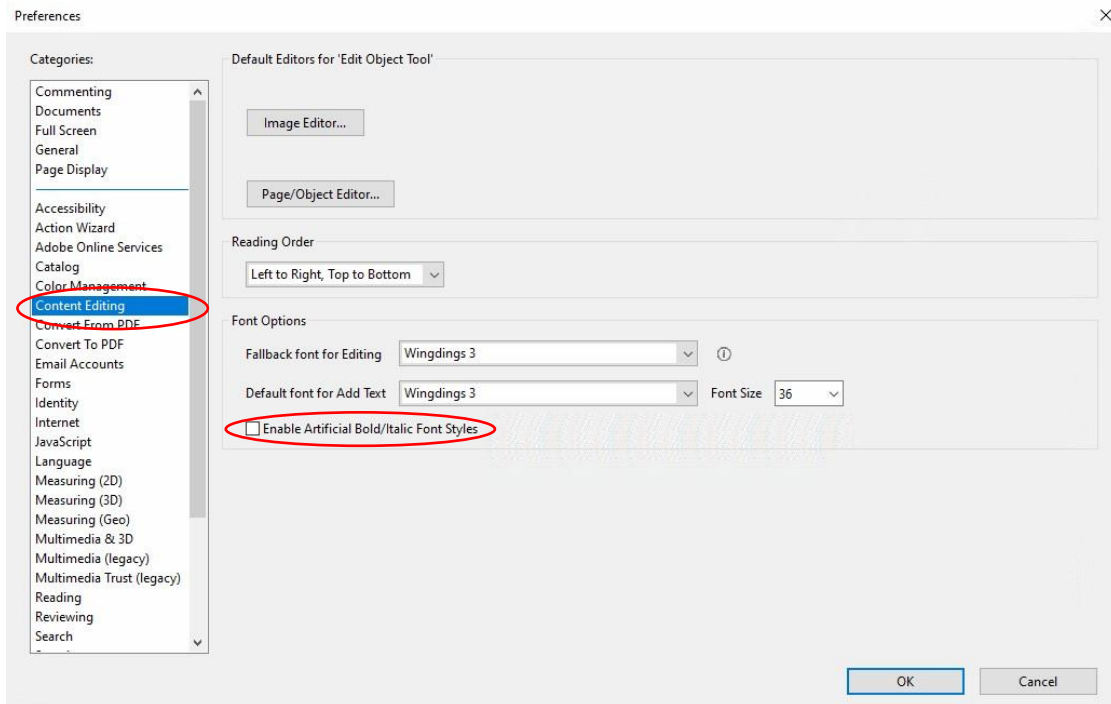 Preferences
Categories:
Commenting
Documents
Full Screen
General
Page Display
Accessibility
Action Wizard
Adobe Online Services
Catalog
Color Management
Content Editing
Convert From PDF
Convert To PDF
Email Accounts
Forms
Identity
Internet
JavaScript
Language
Measuring (2D)
Measuring (3D)
Measuring (Geo)
Multimedia & 3D
Multimedia (legacy)
Multimedia Trust (legacy)
Reading
Reviewing
Search
Default Editors for 'Edit Object Tool'
Image Editor...
Page/Object Editor...
Reading Order
Left to Right, Top to Bottom
Font Options
Fallback font for Editing Wingdings 3
Default font for Add Text Wingdings 3 Font Size 36
Enable Artificial Bold/Italic Font Styles
OK Cancel